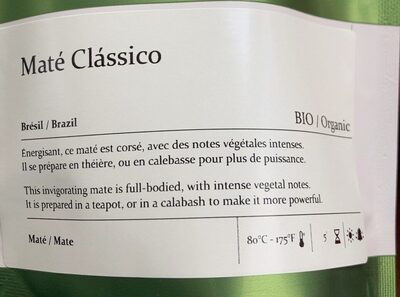 Maté Clássico
Brésil / Brazil
BIO / Organic
Énergisant, ce maté est corsé, avec des notes végétales intenses.
Il se prépare en théière, ou en calebasse pour plus de puissance.
This invigorating mate is full-bodied, with intense vegetal notes.
It is prepared in a teapot, or in a calabash to make it more powerful.
Maté / Mate
80°C - 175°F
5'